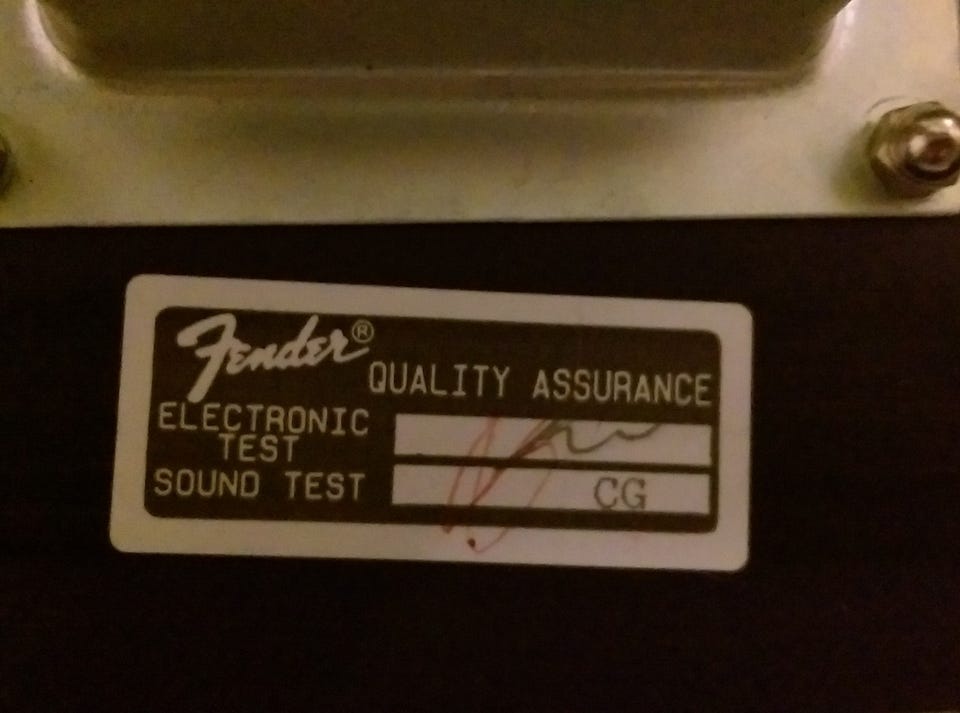 Fender®
QUALITY ASSURANCE
ELECTRONIC
TEST
SOUND TEST
CG